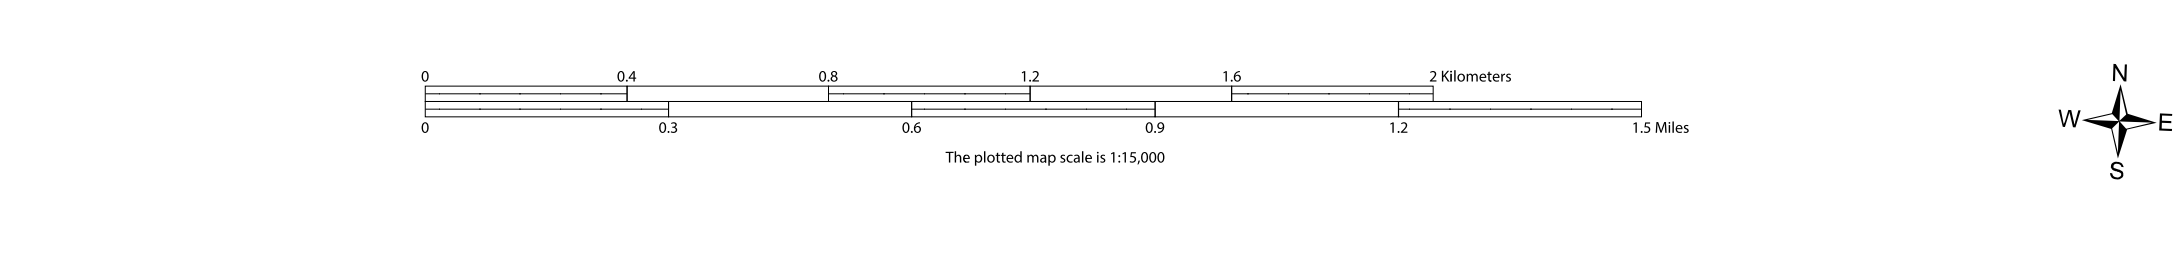 0 0.4 0.8 1.2 1.6 2 Kilometers
0 0.3 0.6 0.9 1.2 1.5 Miles
The plotted map scale is 1:15,000
N
W E
S